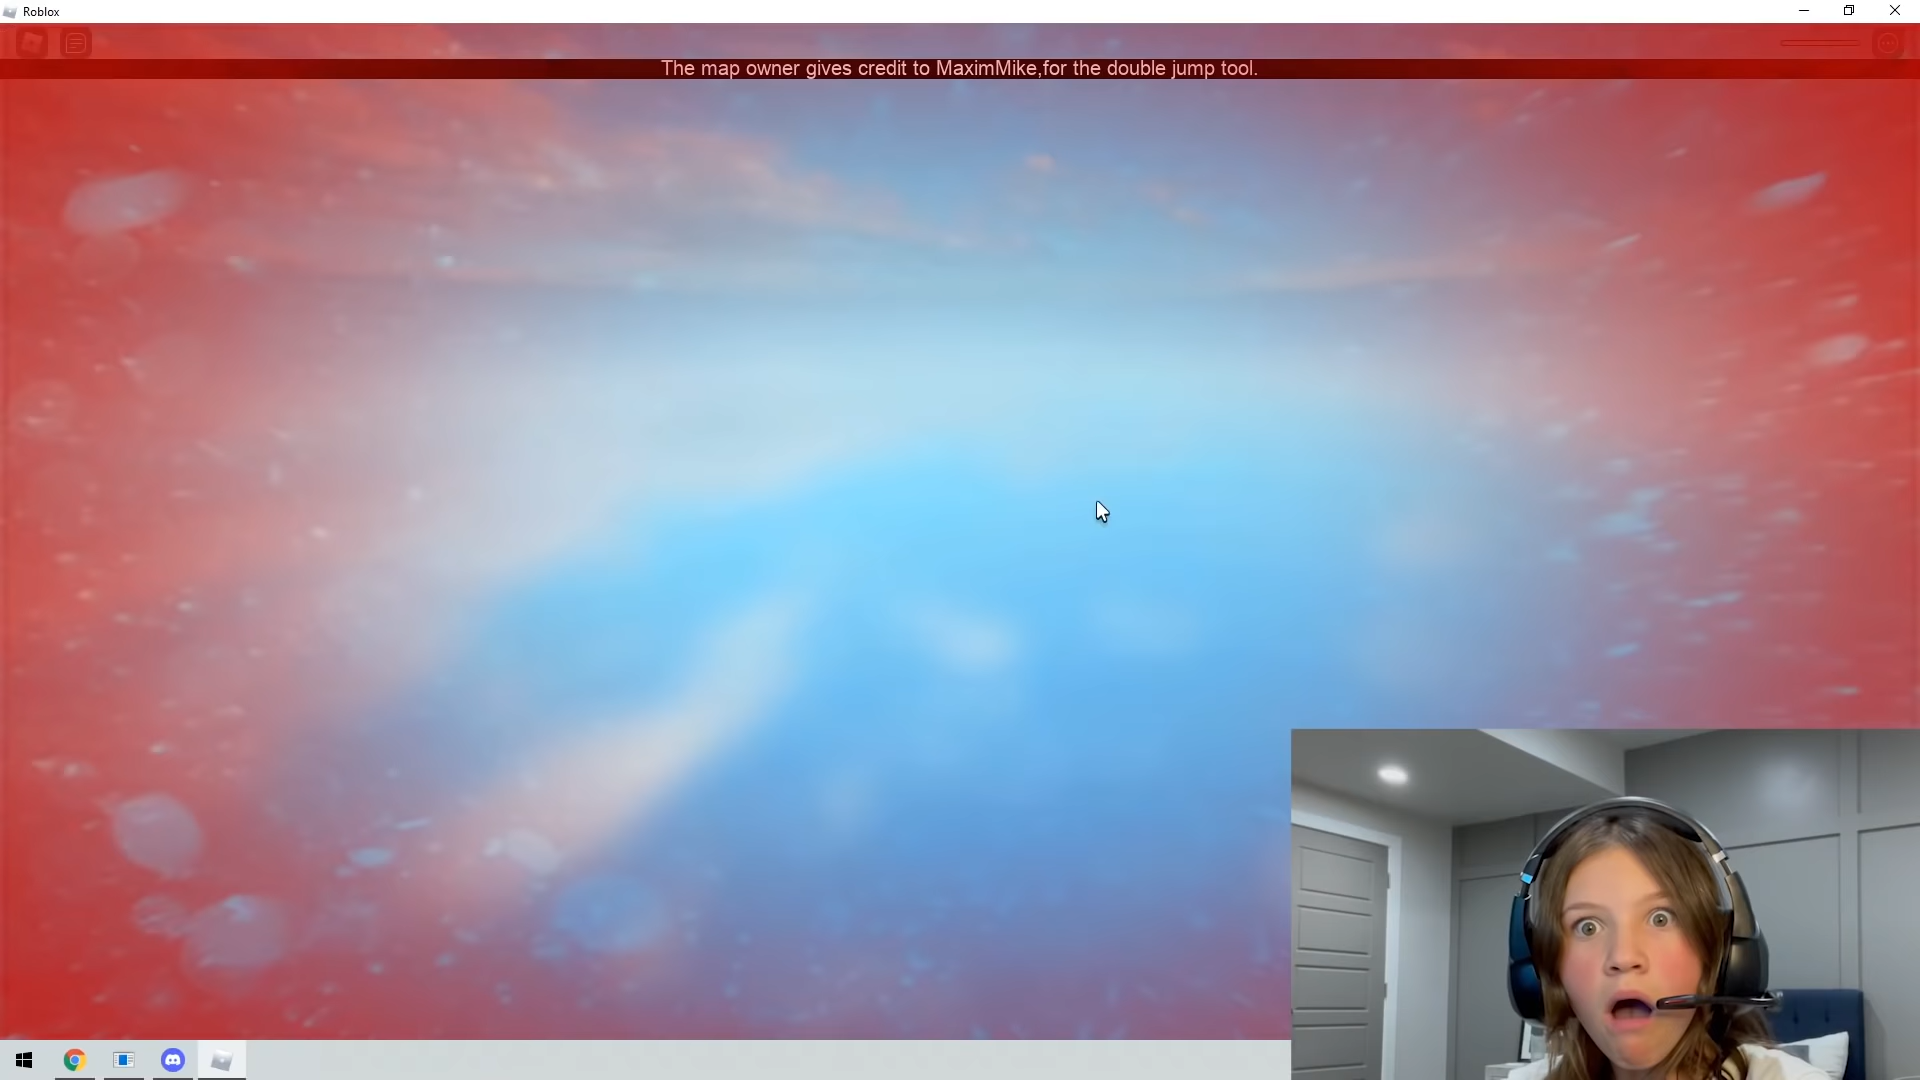 Roblox
The map owner gives credit to MaximMike,for the double jump tool.